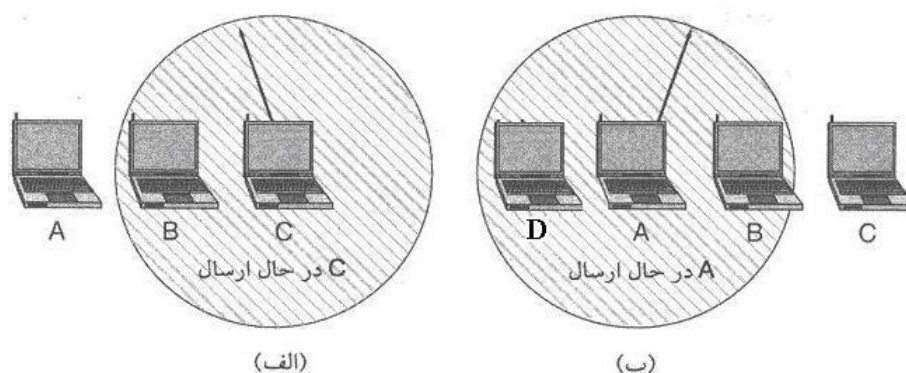 A B C
C در حال ارسال
(الف)
D A B C
A در حال ارسال
(ب)